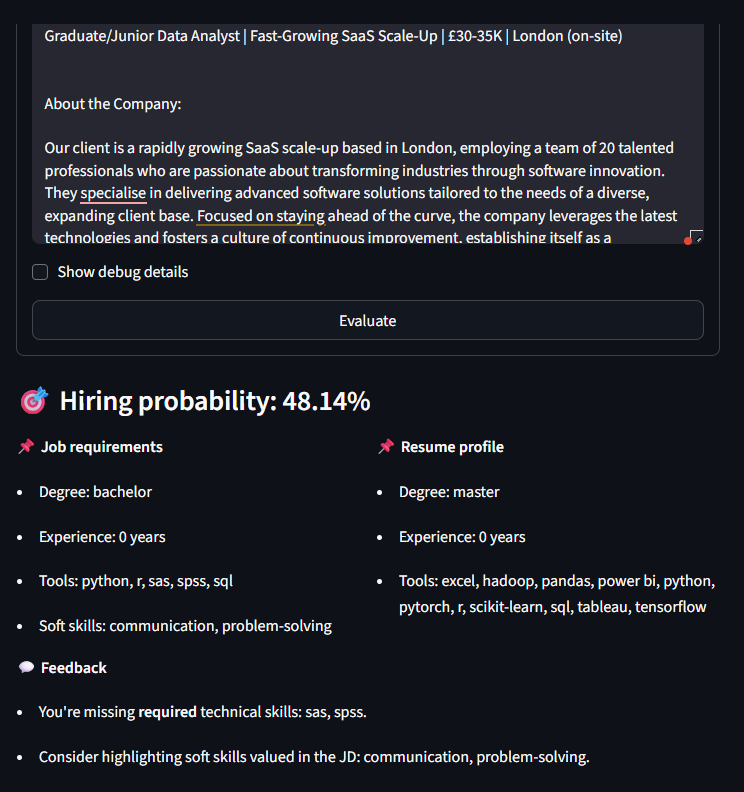 Graduate/Junior Data Analyst | Fast-Growing SaaS Scale-Up | £30-35K | London (on-site)
About the Company:
Our client is a rapidly growing SaaS scale-up based in London, employing a team of 20 talented
professionals who are passionate about transforming industries through software innovation.
They specialise in delivering advanced software solutions tailored to the needs of a diverse,
expanding client base. Focused on staying ahead of the curve, the company leverages the latest
technologies and fosters a culture of continuous improvement, establishing itself as a
Show debug details
Evaluate
Hiring probability: 48.14%
Job requirements
• Degree: bachelor
• Experience: 0 years
• Tools: python, r, sas, spss, sql
• Soft skills: communication, problem-solving
Resume profile
• Degree: master
• Experience: 0 years
• Tools: excel, hadoop, pandas, power bi, python,
pytorch, r, scikit-learn, sql, tableau, tensorflow
Feedback
• You're missing required technical skills: sas, spss.
• Consider highlighting soft skills valued in the JD: communication, problem-solving.